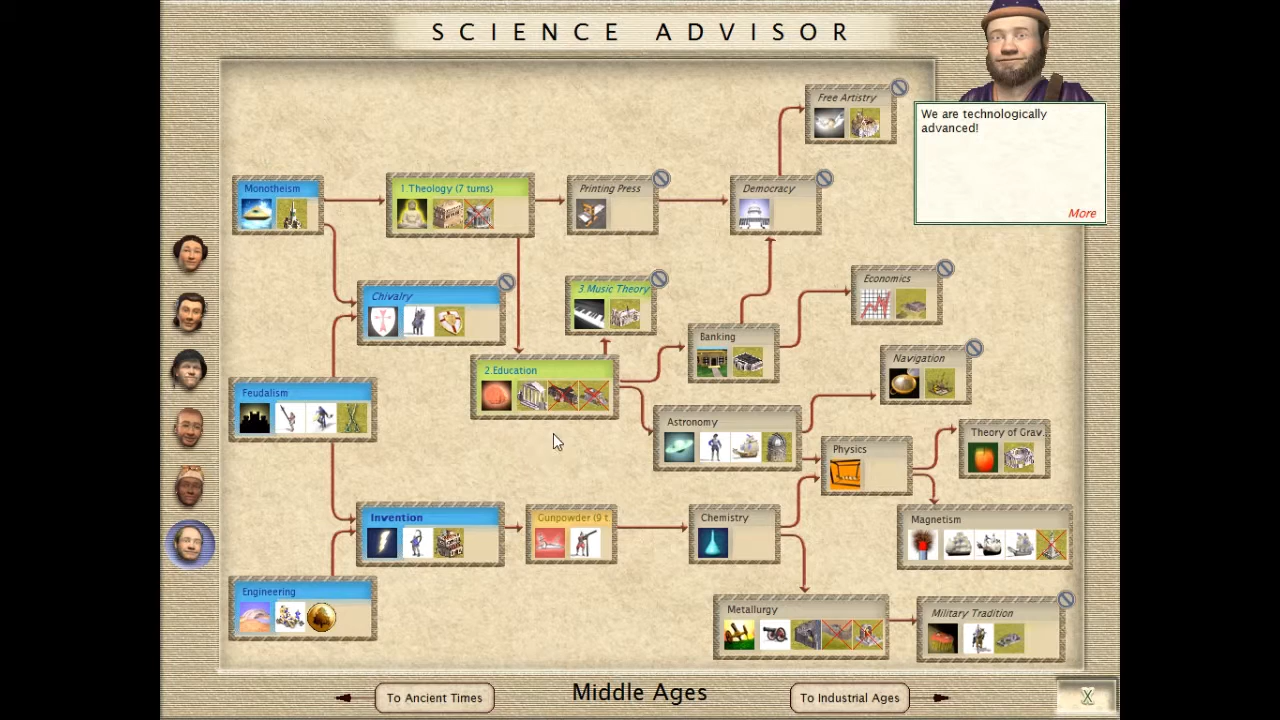 SCIENCE ADVISOR
We are technologically
advanced!
More
Free Artistry
Monotheism
1.Theology (7 turns)
Printing Press
Democracy
Chivalry
3.Music Theory
Economics
Banking
Navigation
2.Education
Feudalism
Astronomy
Theory of Grav...
Physics
Invention
Gunpowder (9 t...
Chemistry
Magnetism
Engineering
Metallurgy
Military Tradition
To Ancient Times
Middle Ages
To Industrial Ages
X